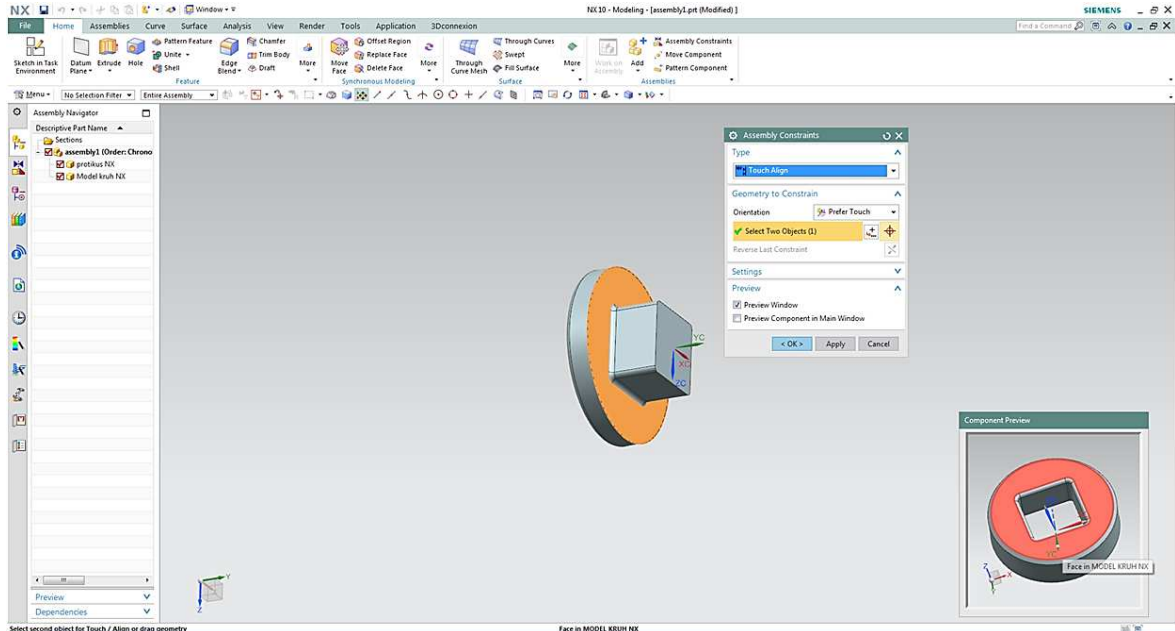 NX
Window
NX 10 - Modeling - [assembly1.prt (Modified) ]
SIEMENS
File Home Assemblies Curve Surface Analysis View Render Tools Application 3Dconnexion
Find a Command
Sketch in Task Environment
Datum Plane
Extrude
Hole
Pattern Feature
Unite
Shell
Edge Blend
Chamfer
Trim Body
Draft
More
Feature
Move Face
Offset Region
Replace Face
Delete Face
More
Synchronous Modeling
Through Curve Mesh
Through Curves
Swept
Fill Surface
More
Surface
Work on Assembly
Add
Assembly Constraints
Move Component
Pattern Component
Assemblies
Menu
No Selection Filter
Entire Assembly
Assembly Navigator
Descriptive Part Name
Sections
assembly1 (Order: Chrono
protikus NX
Model kruh NX
Assembly Constraints
Type
Touch Align
Geometry to Constrain
Orientation Prefer Touch
Select Two Objects (1)
Reverse Last Constraint
Settings
Preview
Preview Window
Preview Component in Main Window
< OK > Apply Cancel
YC
XC
ZC
Component Preview
YC
Face in MODEL KRUH NX
Z
X
Y
Y
Z
Preview
Dependencies
Select second object for Touch / Align or drag geometry
Face in MODEL KRUH NX